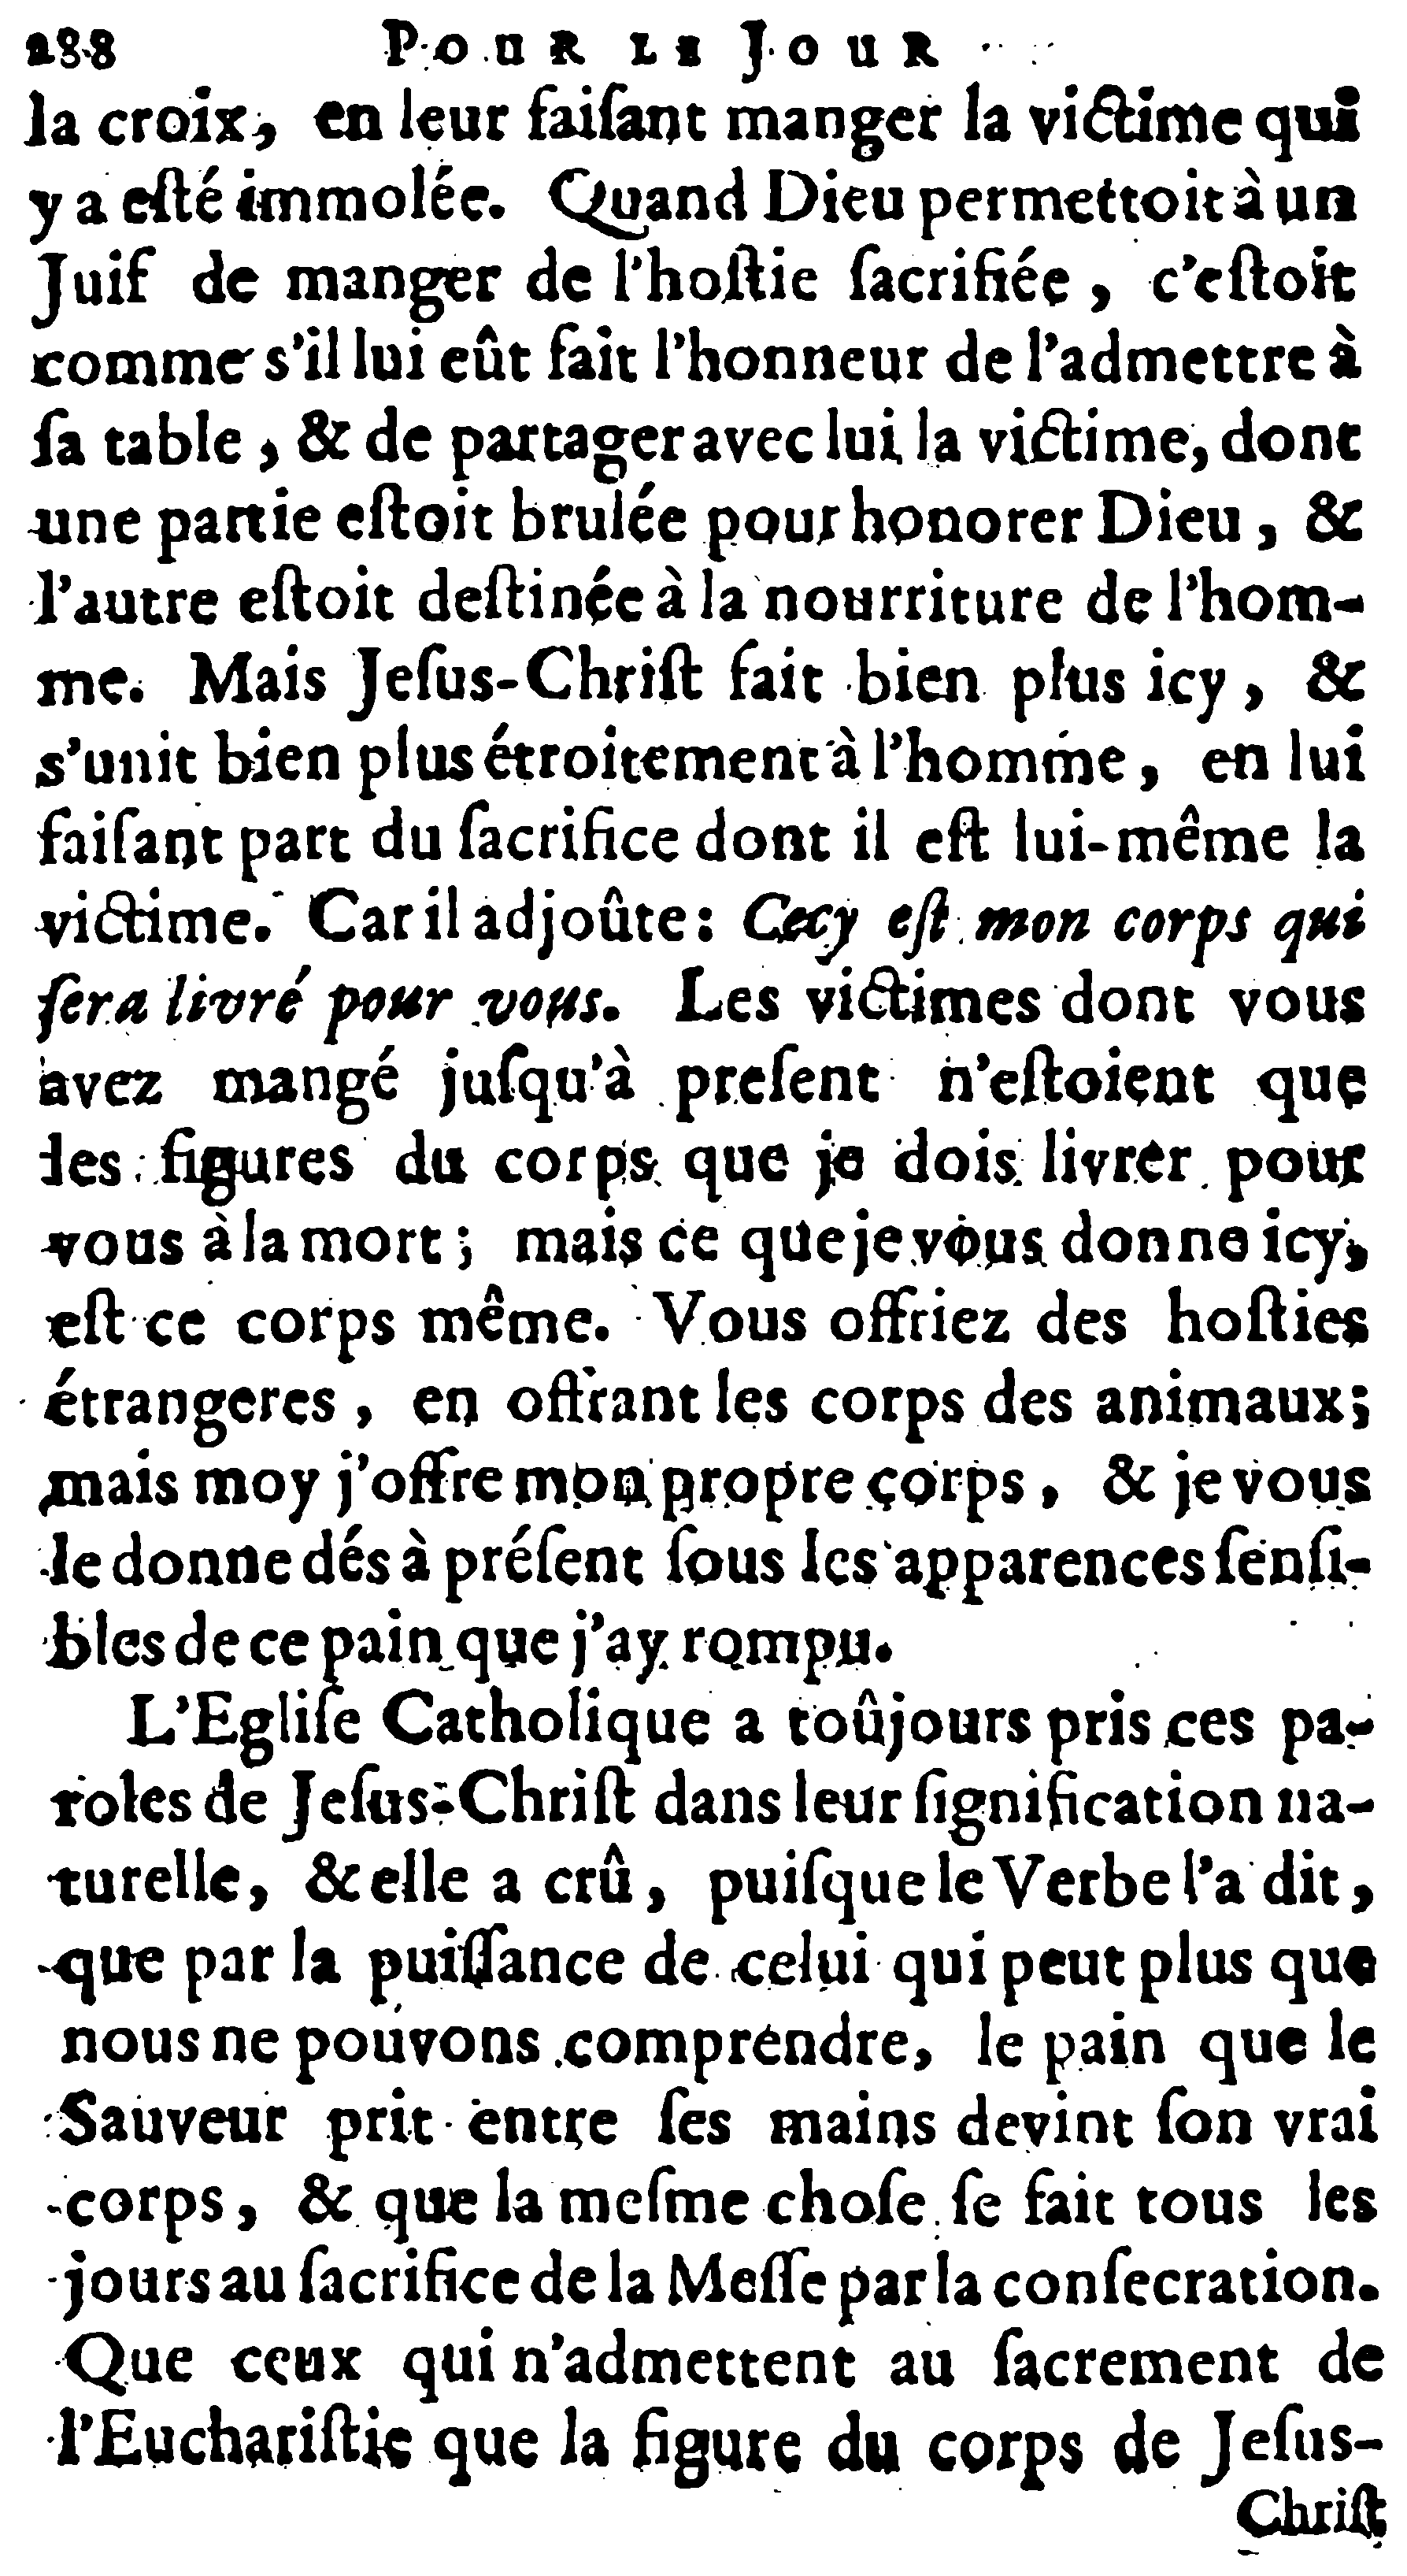 288 POUR LE JOUR
la croix, en leur faiſant manger la victime qui
y a eſté immolée. Quand Dieu permettoit à un
Juif de manger de l'hoſtie ſacrifiée, c'eſtoit
comme s'il lui eût fait l'honneur de l'admettre à
ſa table, & de partager avec lui la victime, dont
une partie eſtoit brulée pour honorer Dieu, &
l'autre eſtoit deſtinée à la nourriture de l'hom-
me. Mais Jeſus-Chriſt fait bien plus icy, &
s'unit bien plus étroitement à l'homme, en lui
faiſant part du ſacrifice dont il eſt lui-même la
victime. Car il adjoûte: Cecy eſt mon corps qui
ſera livré pour vous. Les victimes dont vous
avez mangé juſqu'à preſent n'eſtoient que
les figures du corps que je dois livrer pour
vous à la mort; mais ce que je vous donne icy,
eſt ce corps même. Vous offriez des hoſties
étrangeres, en offrant les corps des animaux;
mais moy j'offre mon propre corps, & je vous
le donne dés à préſent ſous les apparences ſenſi-
bles de ce pain que j'ay rompu.
L'Egliſe Catholique a toûjours pris ces pa-
roles de Jeſus-Chriſt dans leur ſignification na-
turelle, & elle a crû, puiſque le Verbe l'a dit,
que par la puiſſance de celui qui peut plus que
nous ne pouvons comprendre, le pain que le
Sauveur prit entre ſes mains devint ſon vrai
corps, & que la meſme choſe ſe fait tous les
jours au ſacrifice de la Meſſe par la conſecration.
Que ceux qui n'admettent au ſacrement de
l'Euchariſtie que la figure du corps de Jeſus-
Chriſt